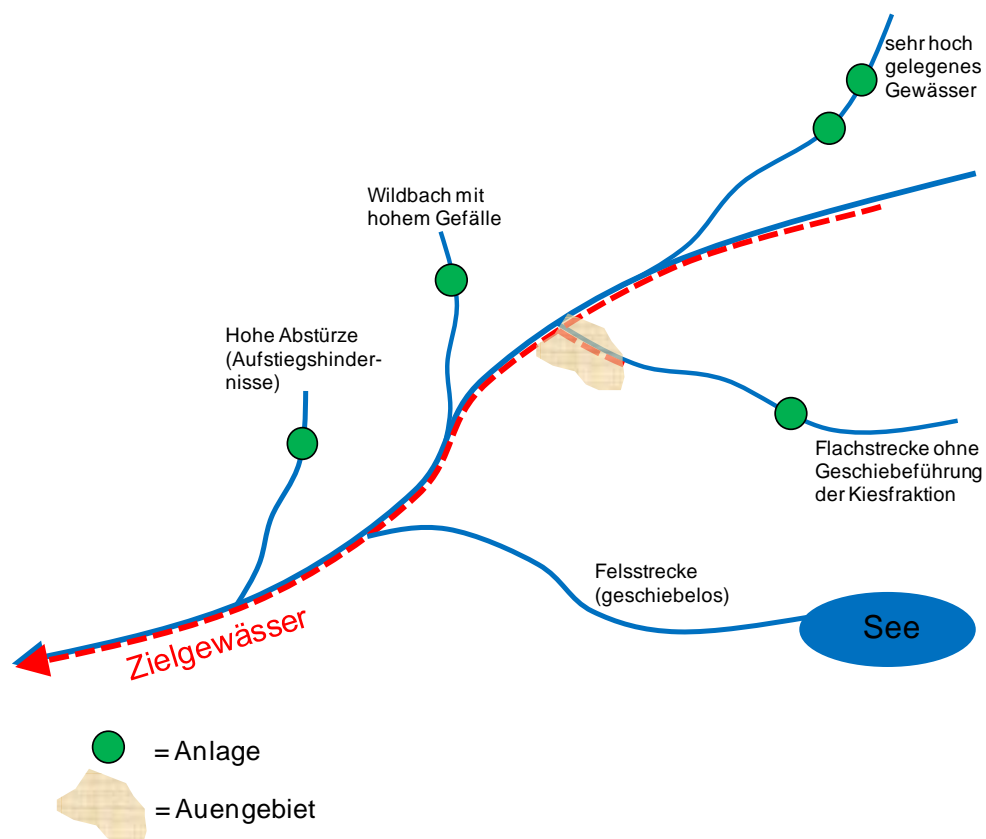 sehr hoch
gelegenes
Gewässer
Wildbach mit
hohem Gefälle
Hohe Abstürze
(Aufstiegshinder-
nisse)
Flachstrecke ohne
Geschiebeführung
der Kiesfraktion
Felsstrecke
(geschiebelos)
See
Zielgewässer
= Anlage
= Auengebiet